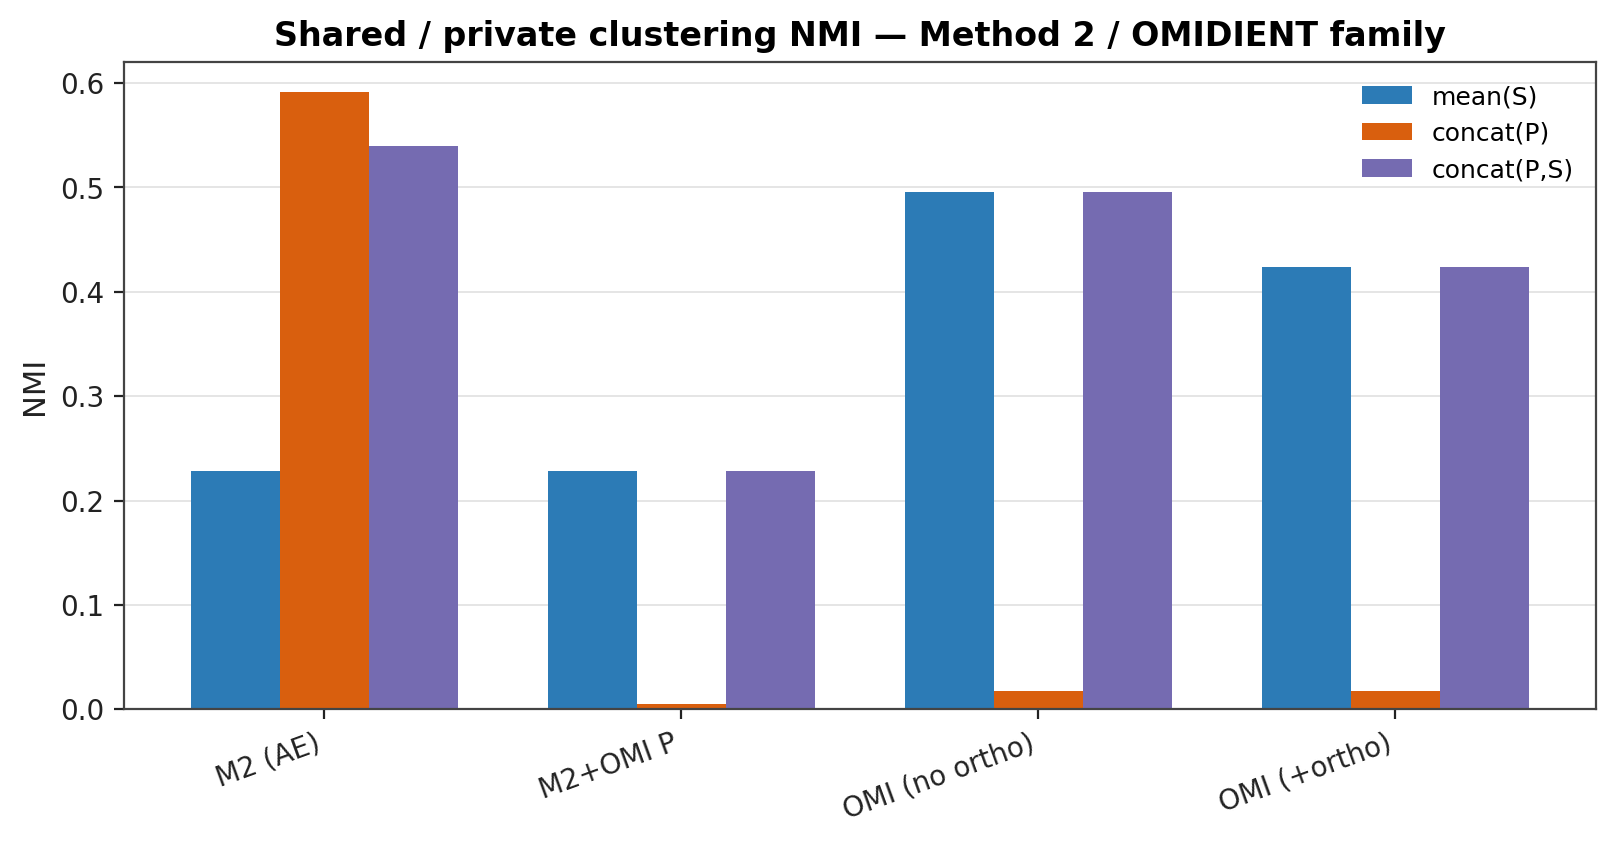 Shared / private clustering NMI — Method 2 / OMIDIENT family
mean(S)
concat(P)
concat(P,S)
NMI
0.6
0.5
0.4
0.3
0.2
0.1
0.0
M2 (AE)
M2+OMI P
OMI (no ortho)
OMI (+ortho)